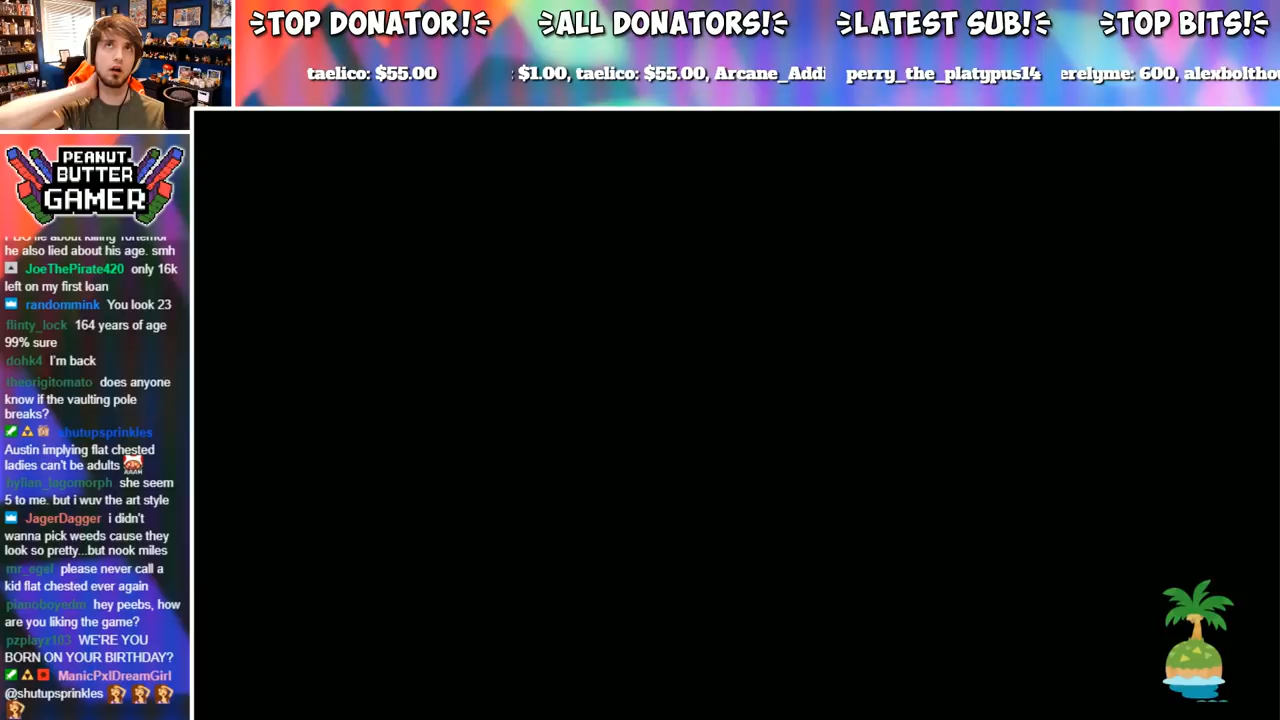 TOP DONATOR!
ALL DONATORS!
LATEST SUB!
TOP BITS!
taelico: $55.00
: $1.00, taelico: $55.00, Arcane_Addi
perry_the_platypus14
erelyme: 600, alexbolthou
PEANUT
BUTTER
GAMER
he also lied about his age. smh
JoeThePirate420 only 16k
left on my first loan
randommink You look 23
flinty_lock 164 years of age
99% sure
dohk4 I'm back
theorigitomato does anyone
know if the vaulting pole
breaks?
shutupsprinkles
Austin implying flat chested
ladies can't be adults
hylian_lagomorph she seem
5 to me. but i wuv the art style
JagerDagger i didn't
wanna pick weeds cause they
look so pretty...but nook miles
mr_egel please never call a
kid flat chested ever again
pianoboyedm hey peebs, how
are you liking the game?
pzplayz103 WE'RE YOU
BORN ON YOUR BIRTHDAY?
ManicPxlDreamGirl
@shutupsprinkles